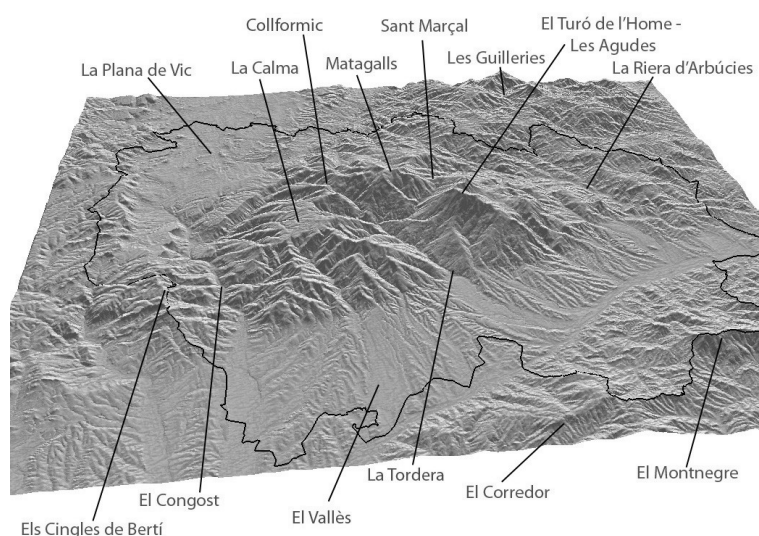 Collformic
Sant Marçal
El Turó de l'Home -
Les Agudes
La Plana de Vic
La Calma
Matagalls
Les Guilleries
La Riera d'Arbúcies
Els Cingles de Bertí
El Congost
El Vallès
La Tordera
El Corredor
El Montnegre